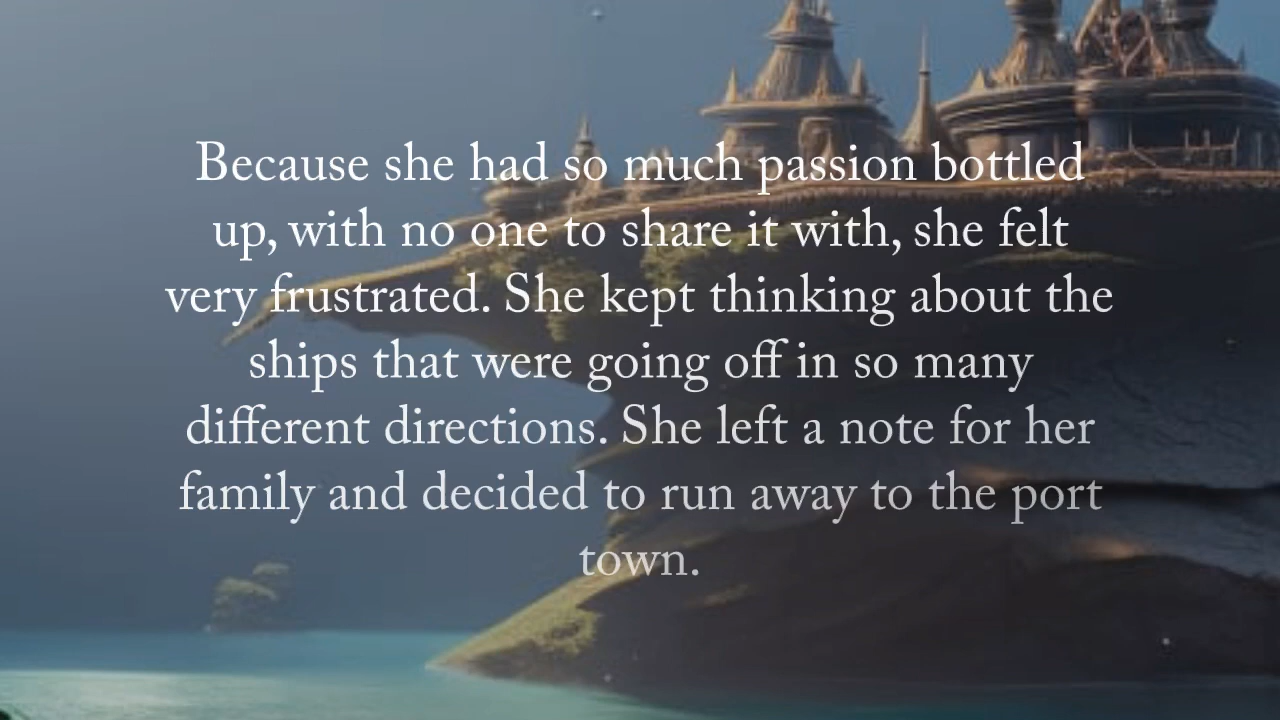 Because she had so much passion bottled
up, with no one to share it with, she felt
very frustrated. She kept thinking about the
ships that were going off in so many
different directions. She left a note for her
family and decided to run away to the port
town.